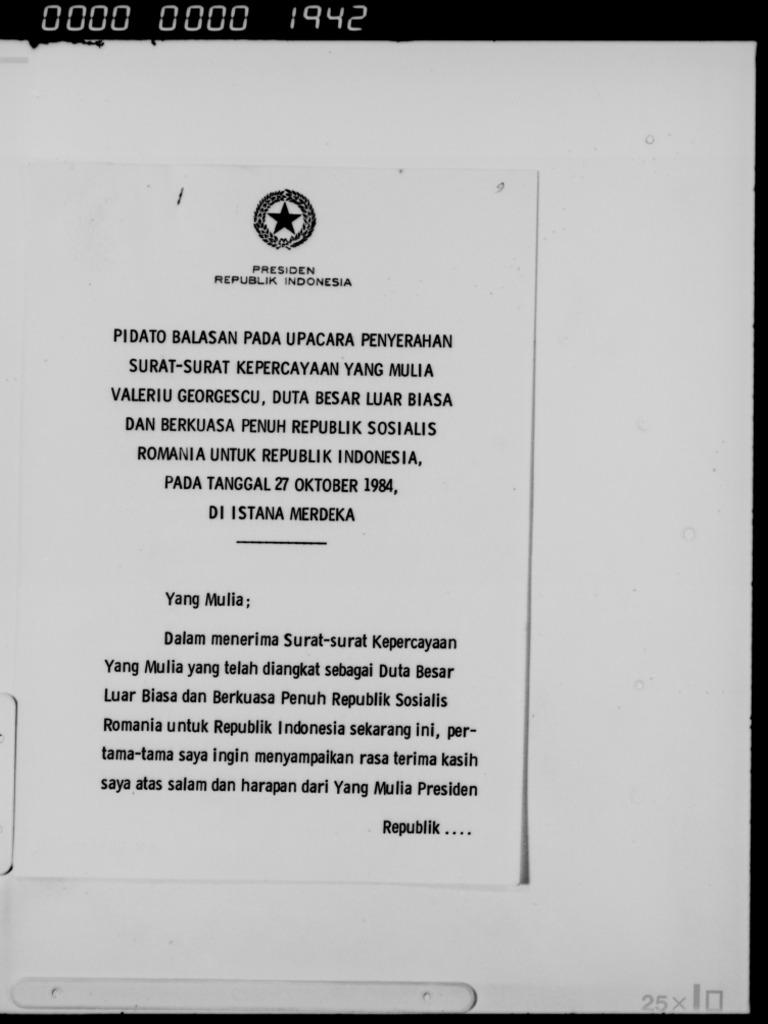 0000 0000 1942
PRESIDEN
REPUBLIK INDONESIA
PIDATO BALASAN PADA UPACARA PENYERAHAN
SURAT-SURAT KEPERCAYAAN YANG MULIA
VALERIU GEORGESCU, DUTA BESAR LUAR BIASA
DAN BERKUASA PENUH REPUBLIK SOSIALIS
ROMANIA UNTUK REPUBLIK INDONESIA,
PADA TANGGAL 27 OKTOBER 1984,
DI ISTANA MERDEKA
Yang Mulia;
Dalam menerima Surat-surat Kepercayaan
Yang Mulia yang telah diangkat sebagai Duta Besar
Luar Biasa dan Berkuasa Penuh Republik Sosialis
Romania untuk Republik Indonesia sekarang ini, per-
tama-tama saya ingin menyampaikan rasa terima kasih
saya atas salam dan harapan dari Yang Mulia Presiden
Republik ....
25×